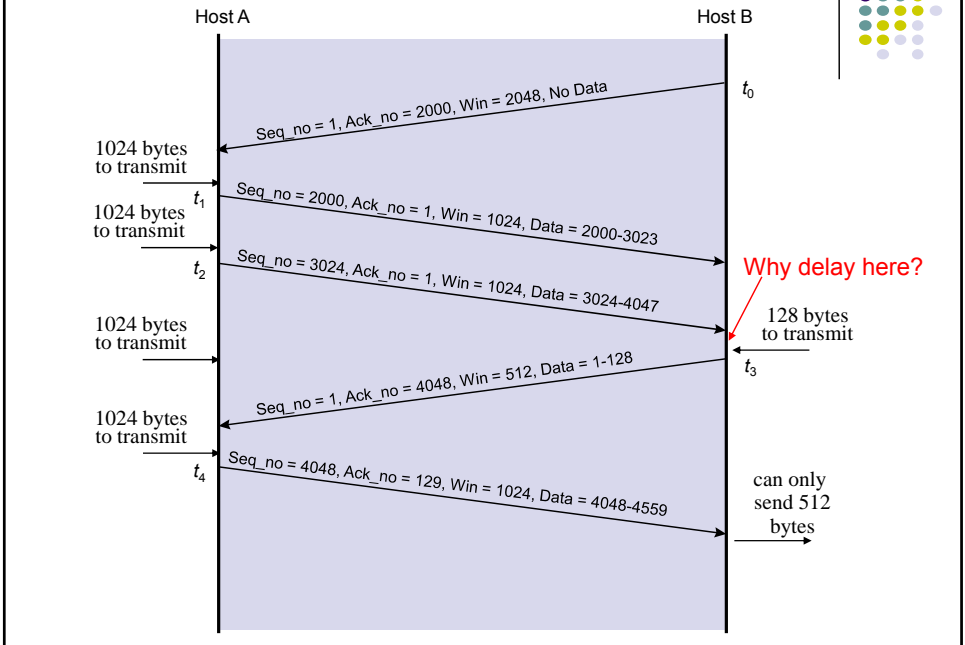 Host A
Host B
t0
Seq_no = 1, Ack_no = 2000, Win = 2048, No Data
1024 bytes
to transmit
t1
Seq_no = 2000, Ack_no = 1, Win = 1024, Data = 2000-3023
1024 bytes
to transmit
t2
Seq_no = 3024, Ack_no = 1, Win = 1024, Data = 3024-4047
Why delay here?
128 bytes
to transmit
1024 bytes
to transmit
t3
Seq_no = 1, Ack_no = 4048, Win = 512, Data = 1-128
1024 bytes
to transmit
t4
Seq_no = 4048, Ack_no = 129, Win = 1024, Data = 4048-4559
can only
send 512
bytes